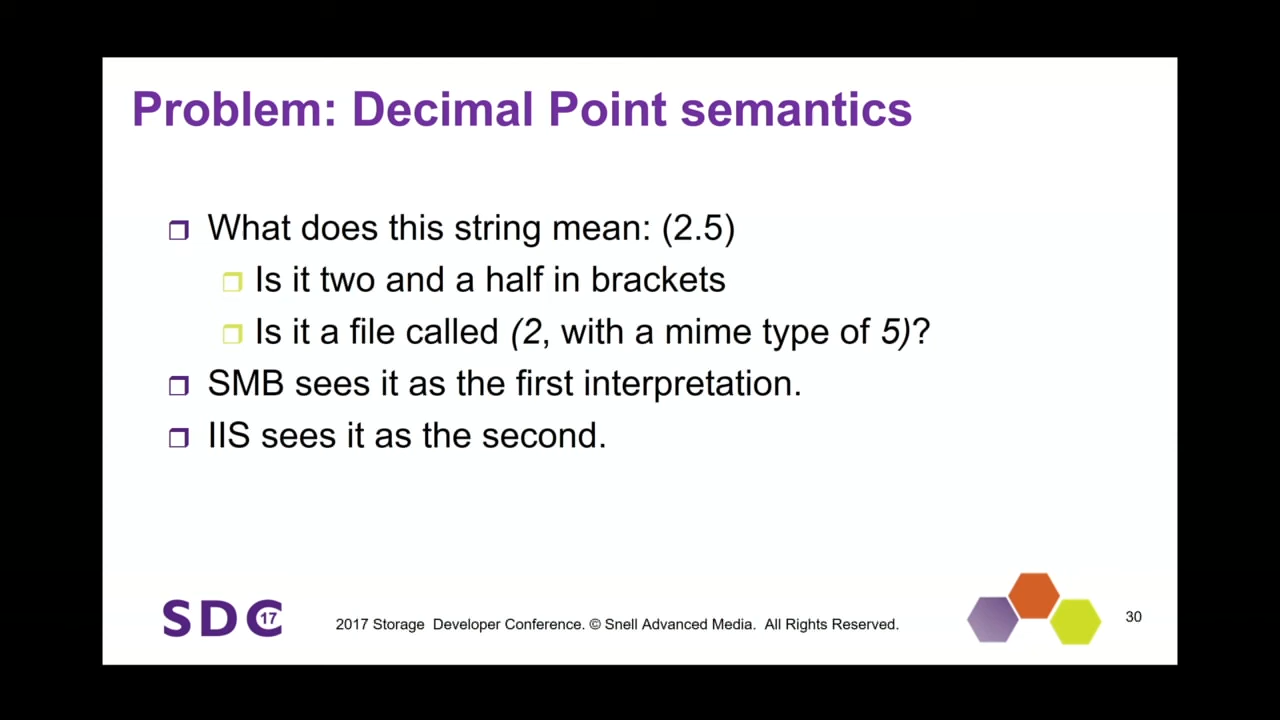 Problem: Decimal Point semantics
What does this string mean: (2.5)
Is it two and a half in brackets
Is it a file called (2, with a mime type of 5)?
SMB sees it as the first interpretation.
IIS sees it as the second.
SDC 17
2017 Storage Developer Conference. © Snell Advanced Media. All Rights Reserved.
30